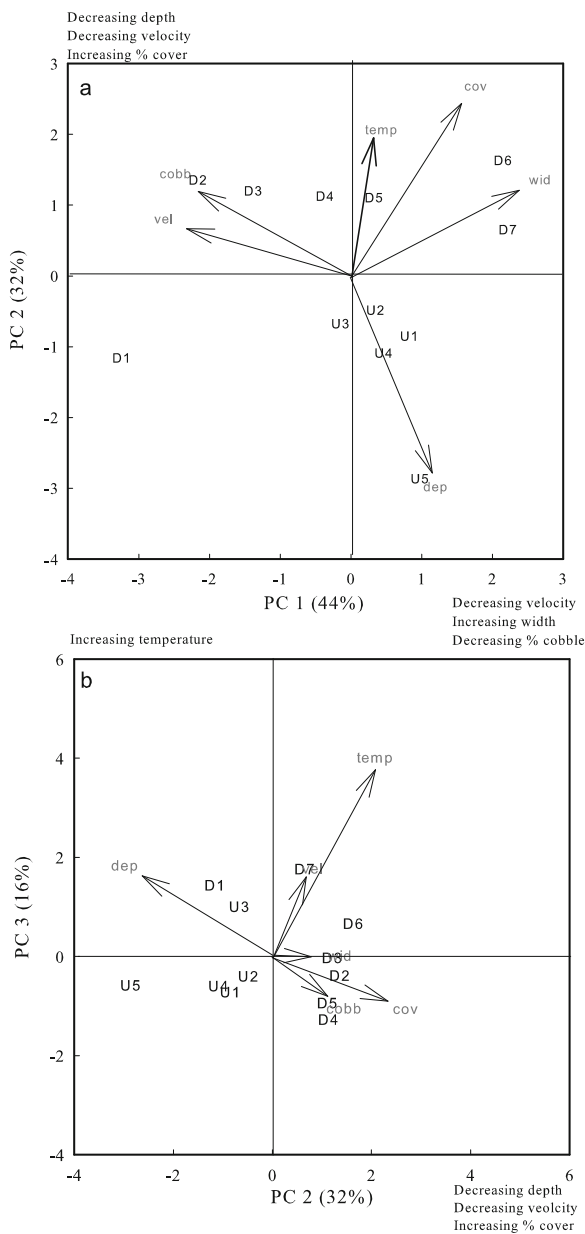 Decreasing depth
Decreasing velocity
Increasing % cover
3
a
cov
2
temp
D6
cobb
D2
wid
D3
D4
D5
1
vel
D7
0
PC 2 (32%)
U2
U3
U1
-1
D1
U4
-2
U5
-3
dep
-4
-4
-3
-2
-1
0
1
2
3
PC 1 (44%)
Decreasing velocity
Increasing width
Decreasing % cobble
Increasing temperature
6
b
4
temp
dep
D7
vel
2
D1
U3
D6
PC 3 (16%)
0
D3
wid
U2
D2
U5
U4
U1
D5
cobb
cov
D4
-2
-4
-4
-2
0
2
4
6
PC 2 (32%)
Decreasing depth
Decreasing veolcity
Increasing % cover